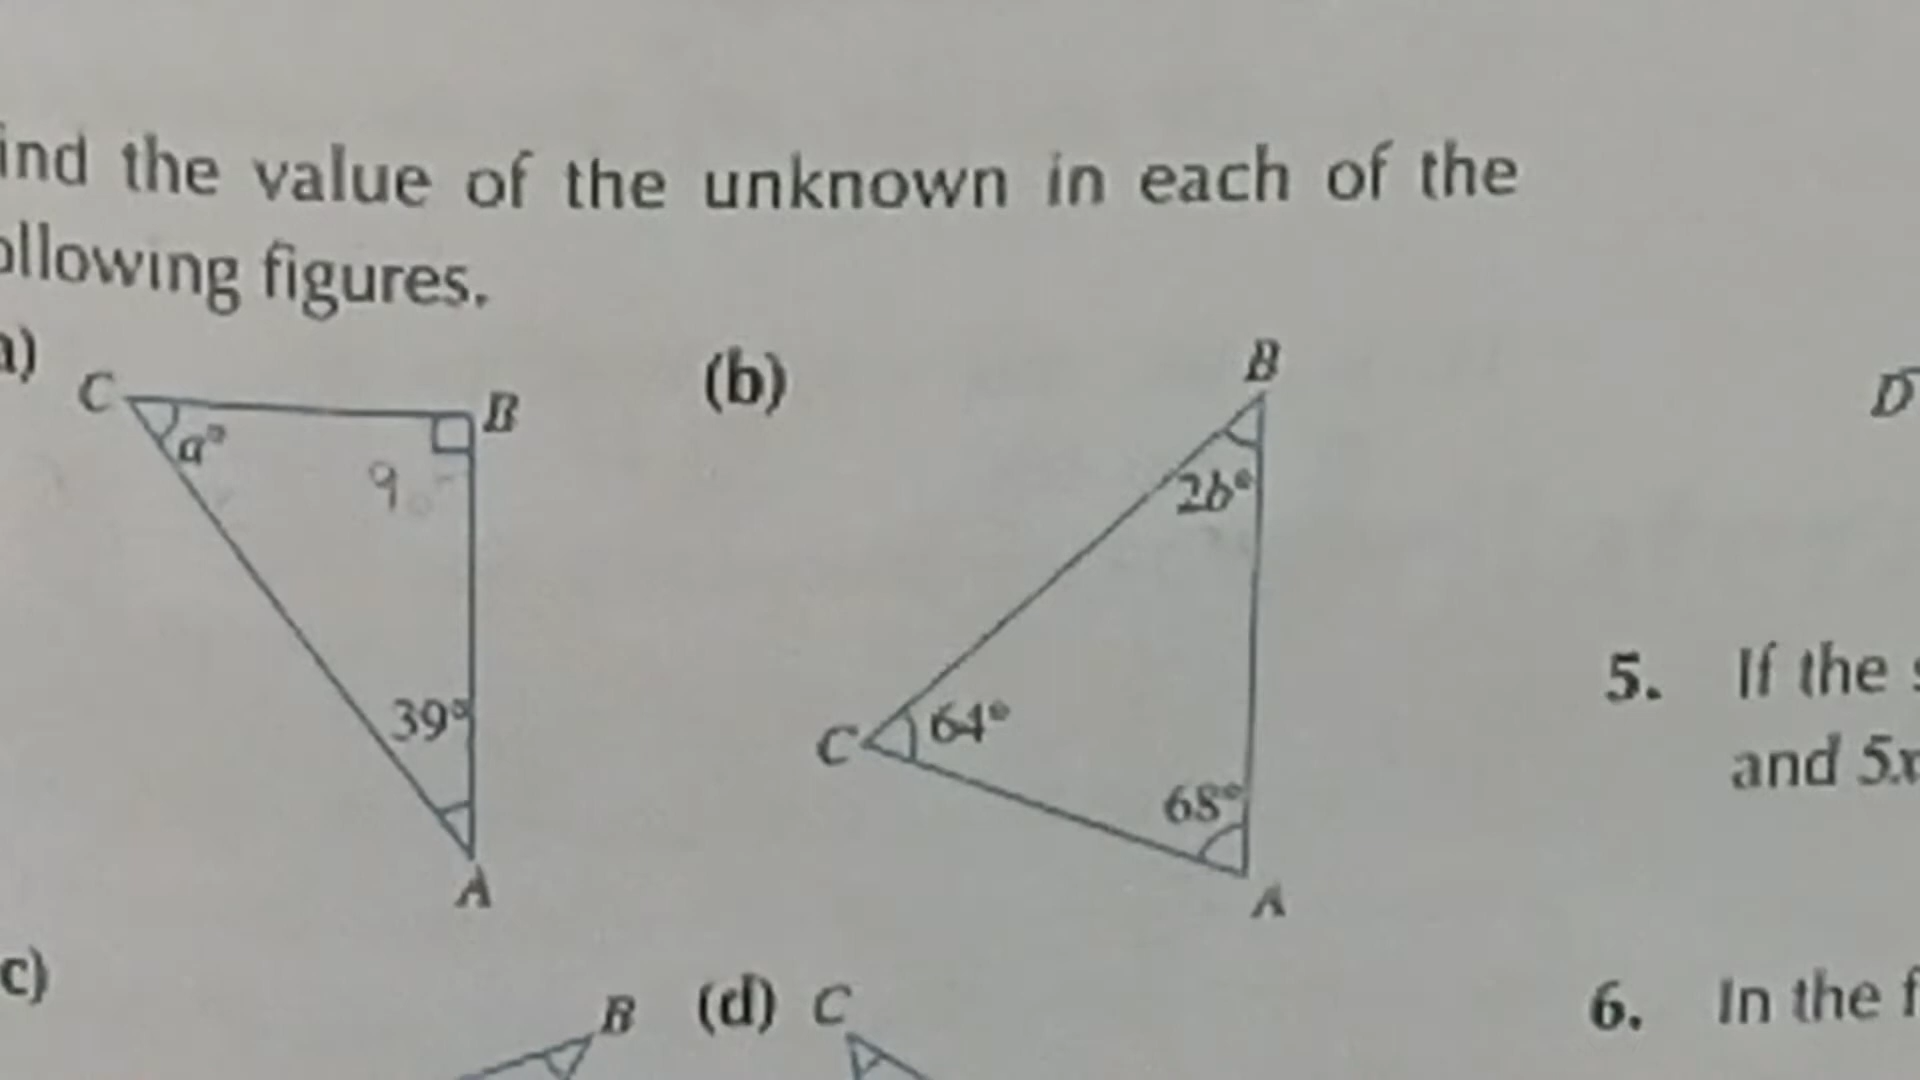 ind the value of the unknown in each of the
ollowing figures.
a)
C
B
a°
9
39°
A
(b)
B
2b°
C
64°
68°
A
c)
B
(d)
C
D
5. If the
and 5x
6. In the f